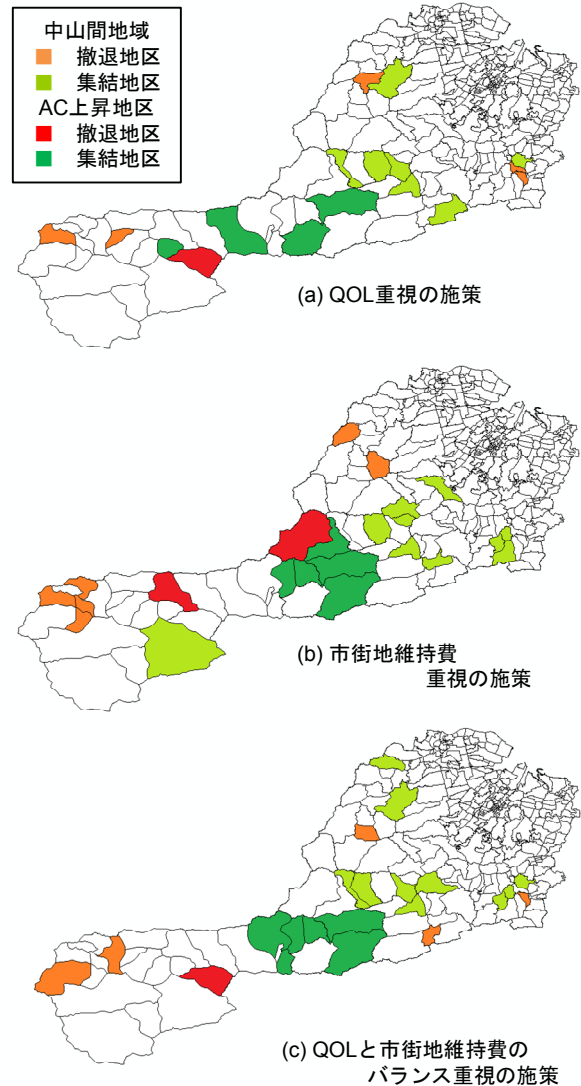 中山間地域
撤退地区
集結地区
AC上昇地区
撤退地区
集結地区
(a) QOL重視の施策
(b) 市街地維持費
重視の施策
(c) QOLと市街地維持費の
バランス重視の施策